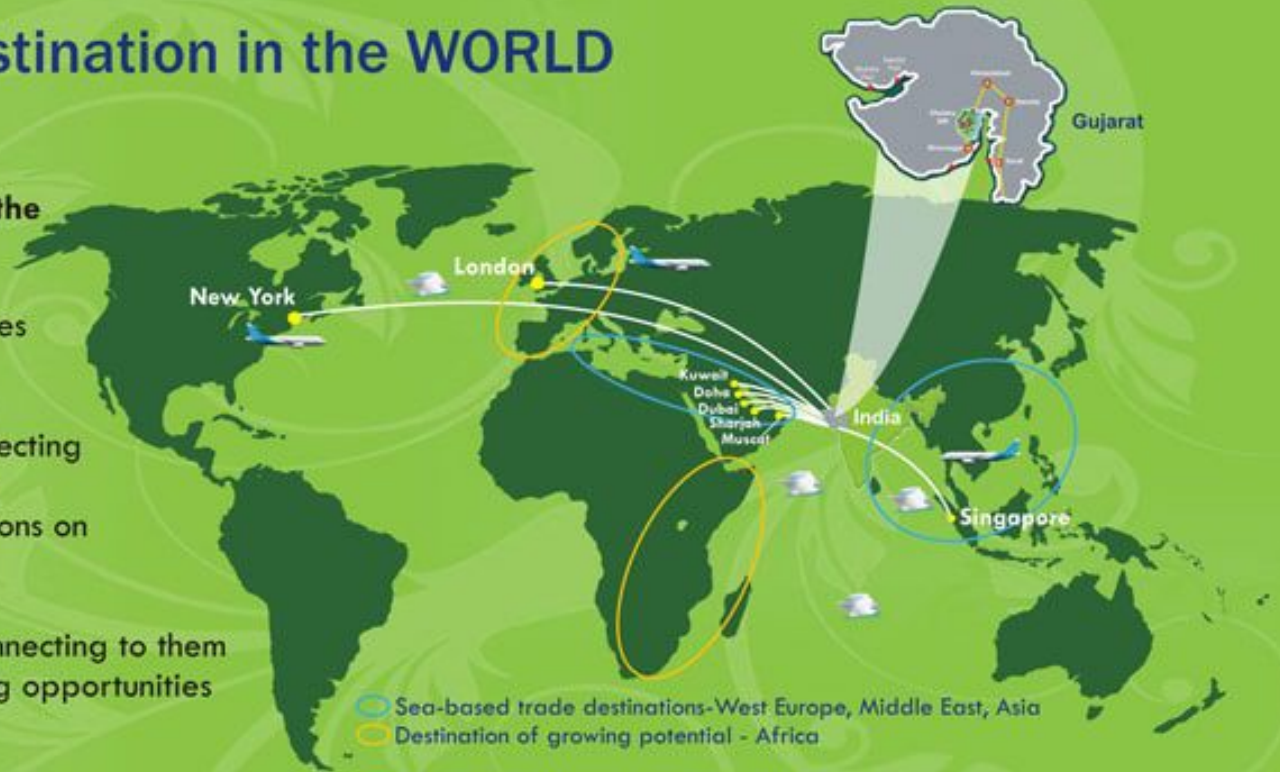 stination in the WORLD
Gujarat
the
London
New York
es
Kuwait
Doha
Dubai
Sharjah
Muscat
India
ecting
ons on
Singapore
nnecting to them
g opportunities
Sea-based trade destinations-West Europe, Middle East, Asia
Destination of growing potential - Africa